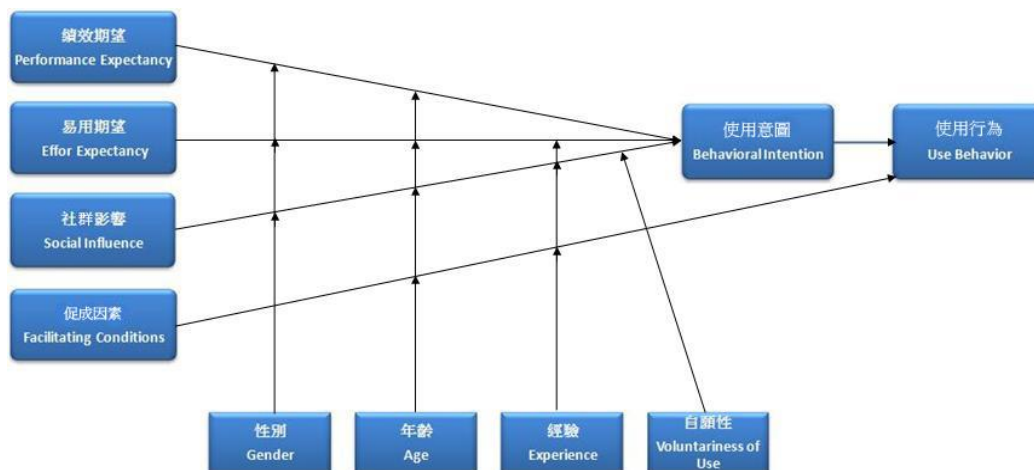 績效期望
Performance Expectancy
易用期望
Effor Expectancy
社群影響
Social Influence
促成因素
Facilitating Conditions
使用意圖
Behavioral Intention
使用行為
Use Behavior
性別
Gender
年齡
Age
經驗
Experience
自願性
Voluntariness of
Use